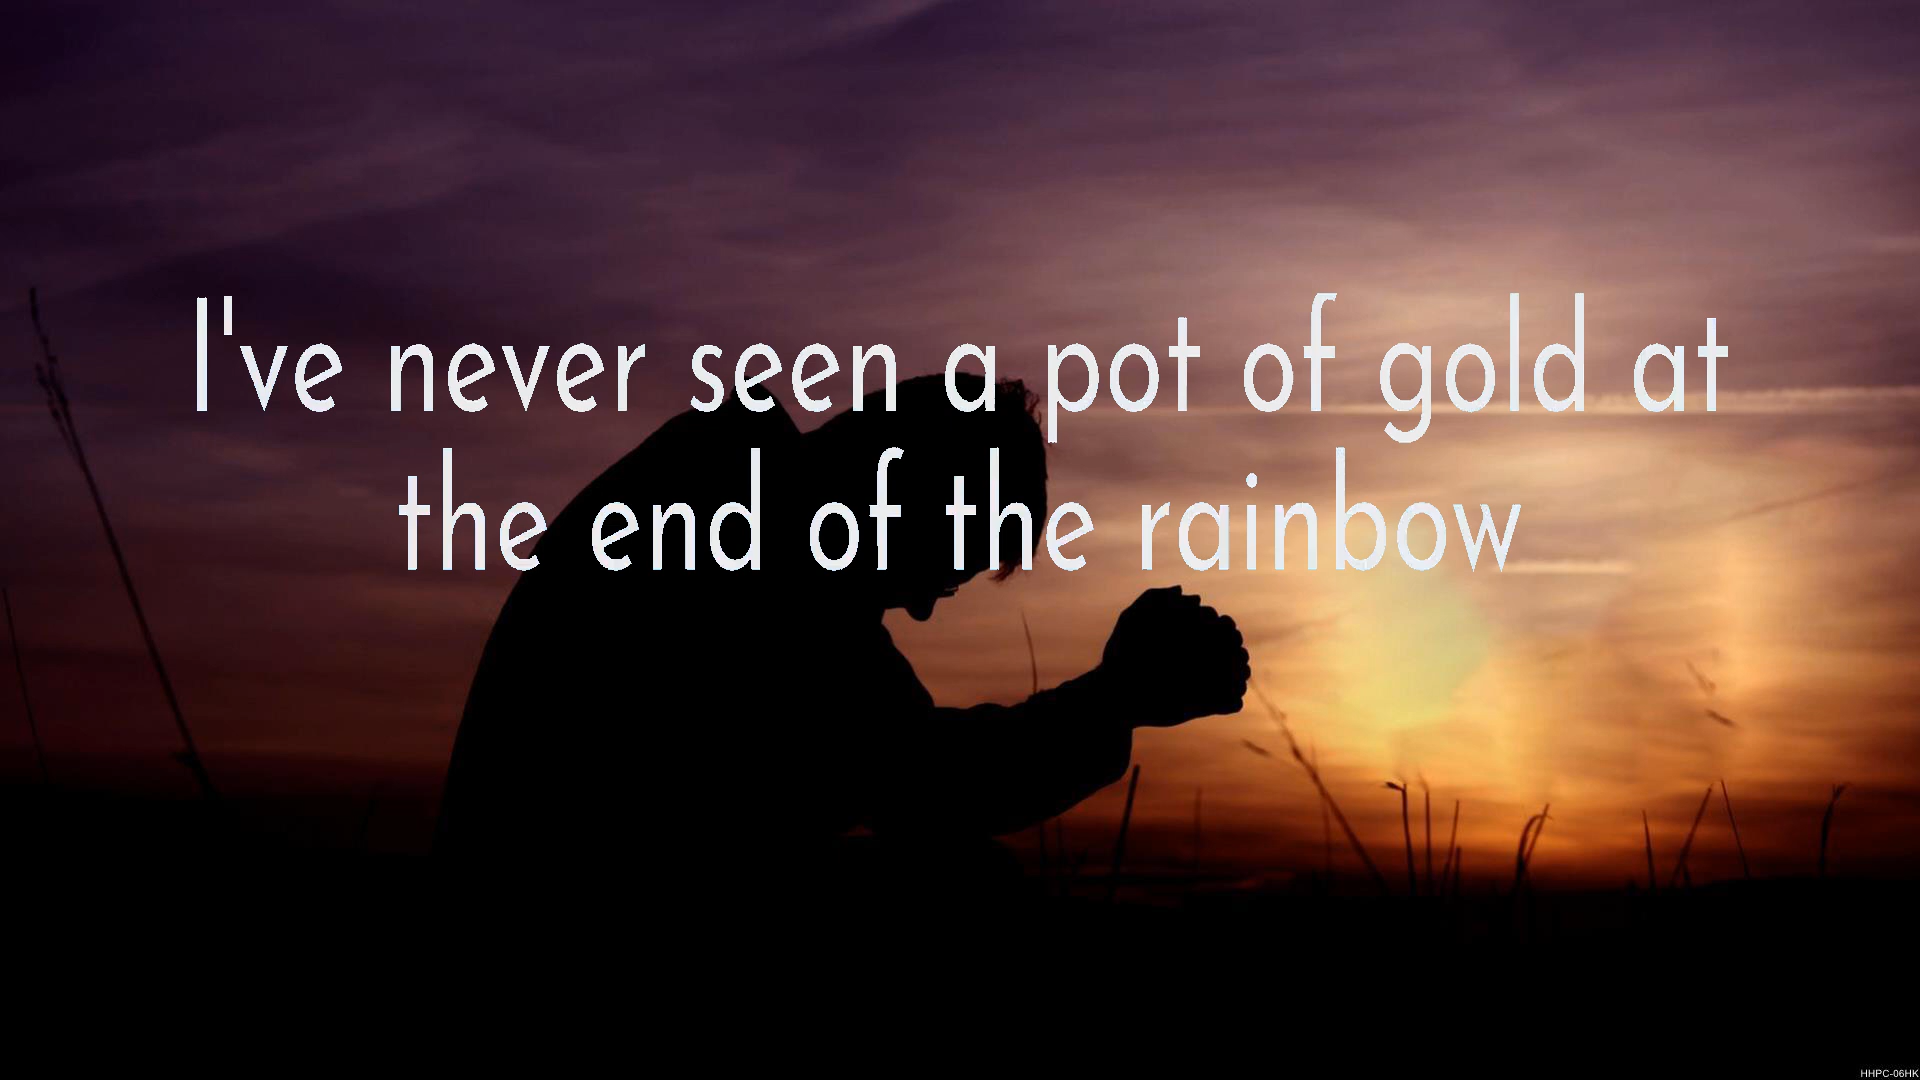 I've never seen a pot of gold at
the end of the rainbow
HHPC-06HK